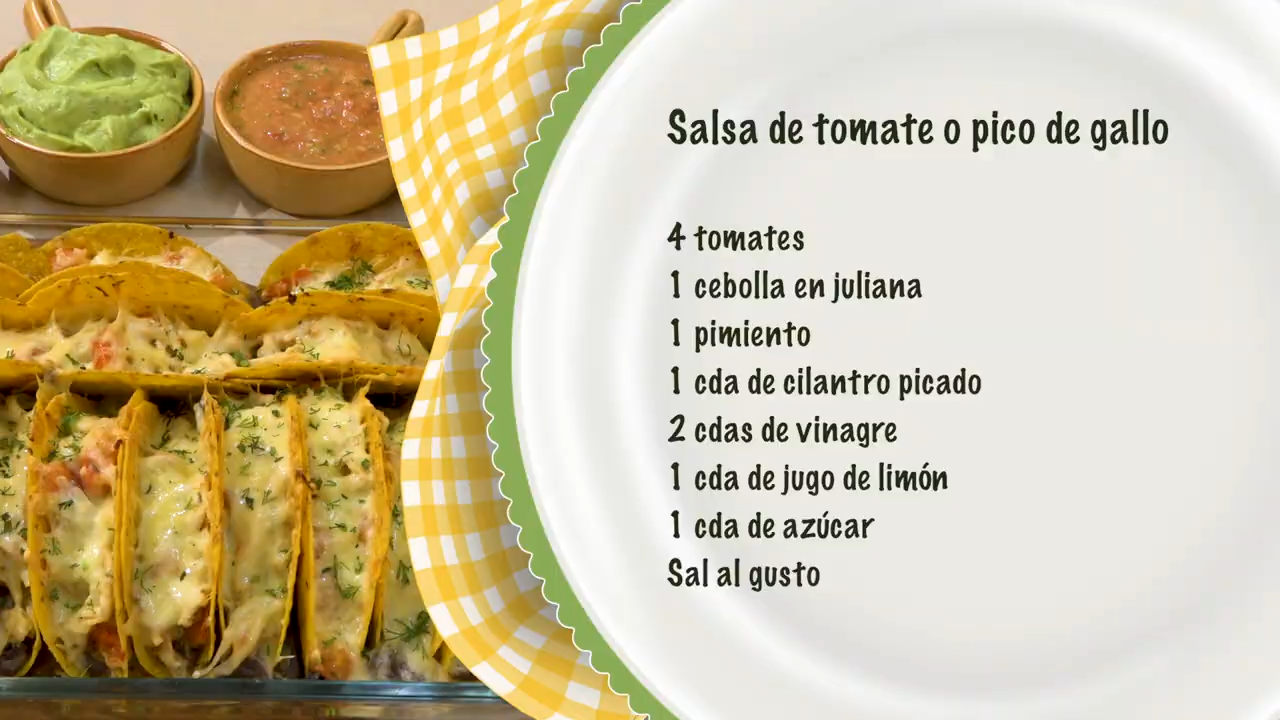 Salsa de tomate o pico de gallo
4 tomates
1 cebolla en juliana
1 pimiento
1 cda de cilantro picado
2 cdas de vinagre
1 cda de jugo de limón
1 cda de azúcar
Sal al gusto